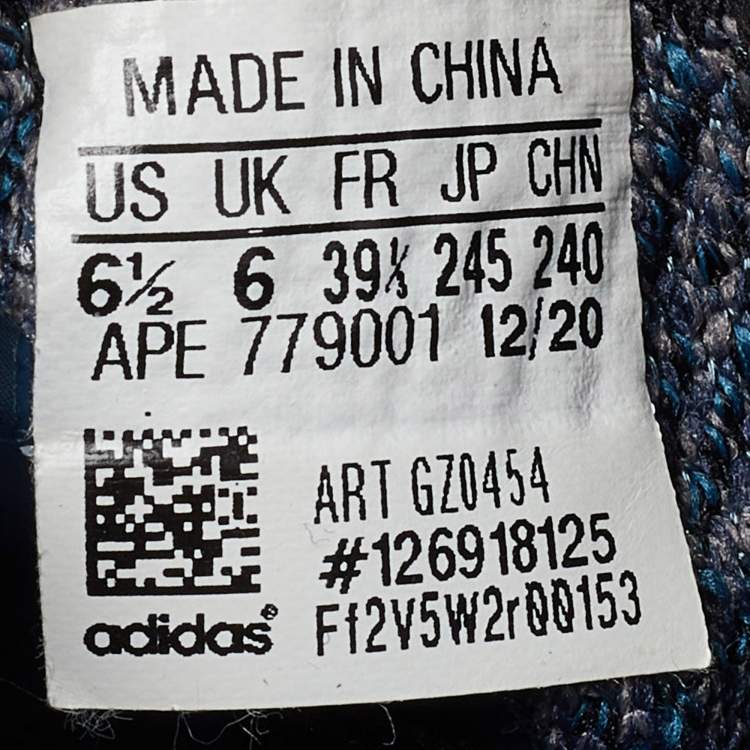 MADE IN CHINA
US UK FR JP CHN
6½ 6 39⅓ 245 240
APE 779001 12/20
ART GZ0454
#126918125
adidas®
Ff2V5W2r00153